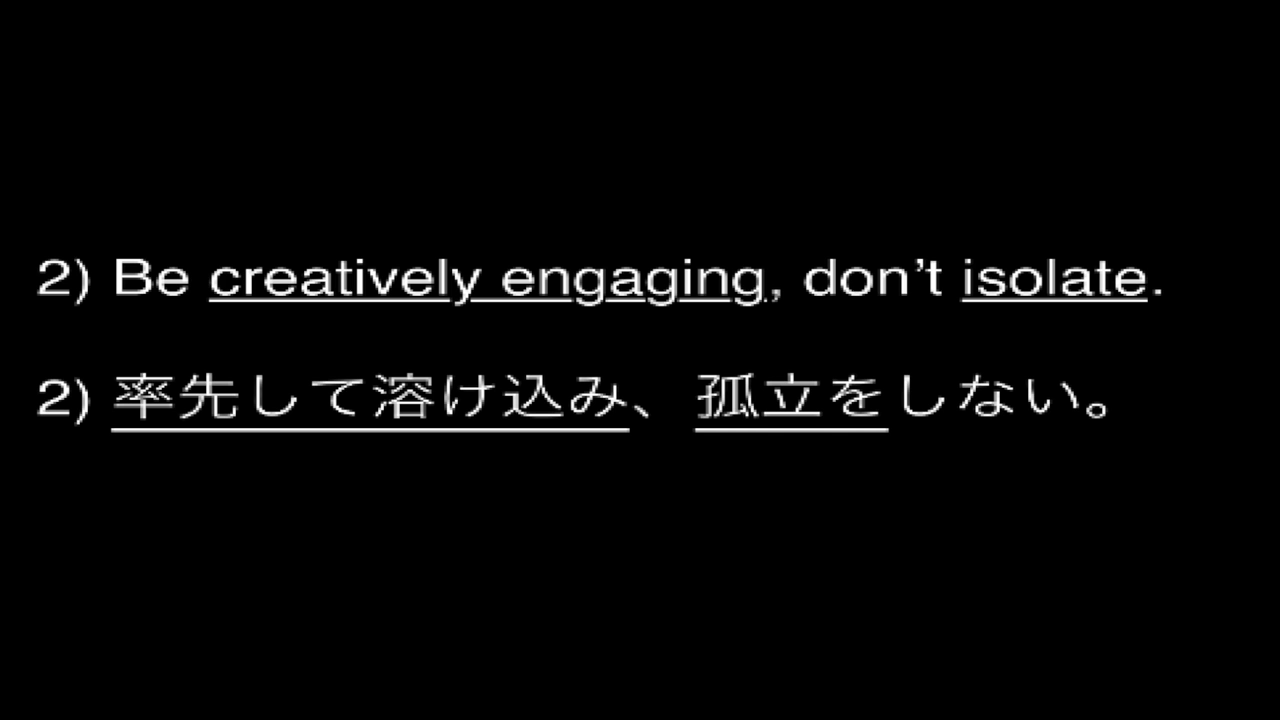 2) Be creatively engaging, don’t isolate.
2) 率先して溶け込み、孤立をしない。